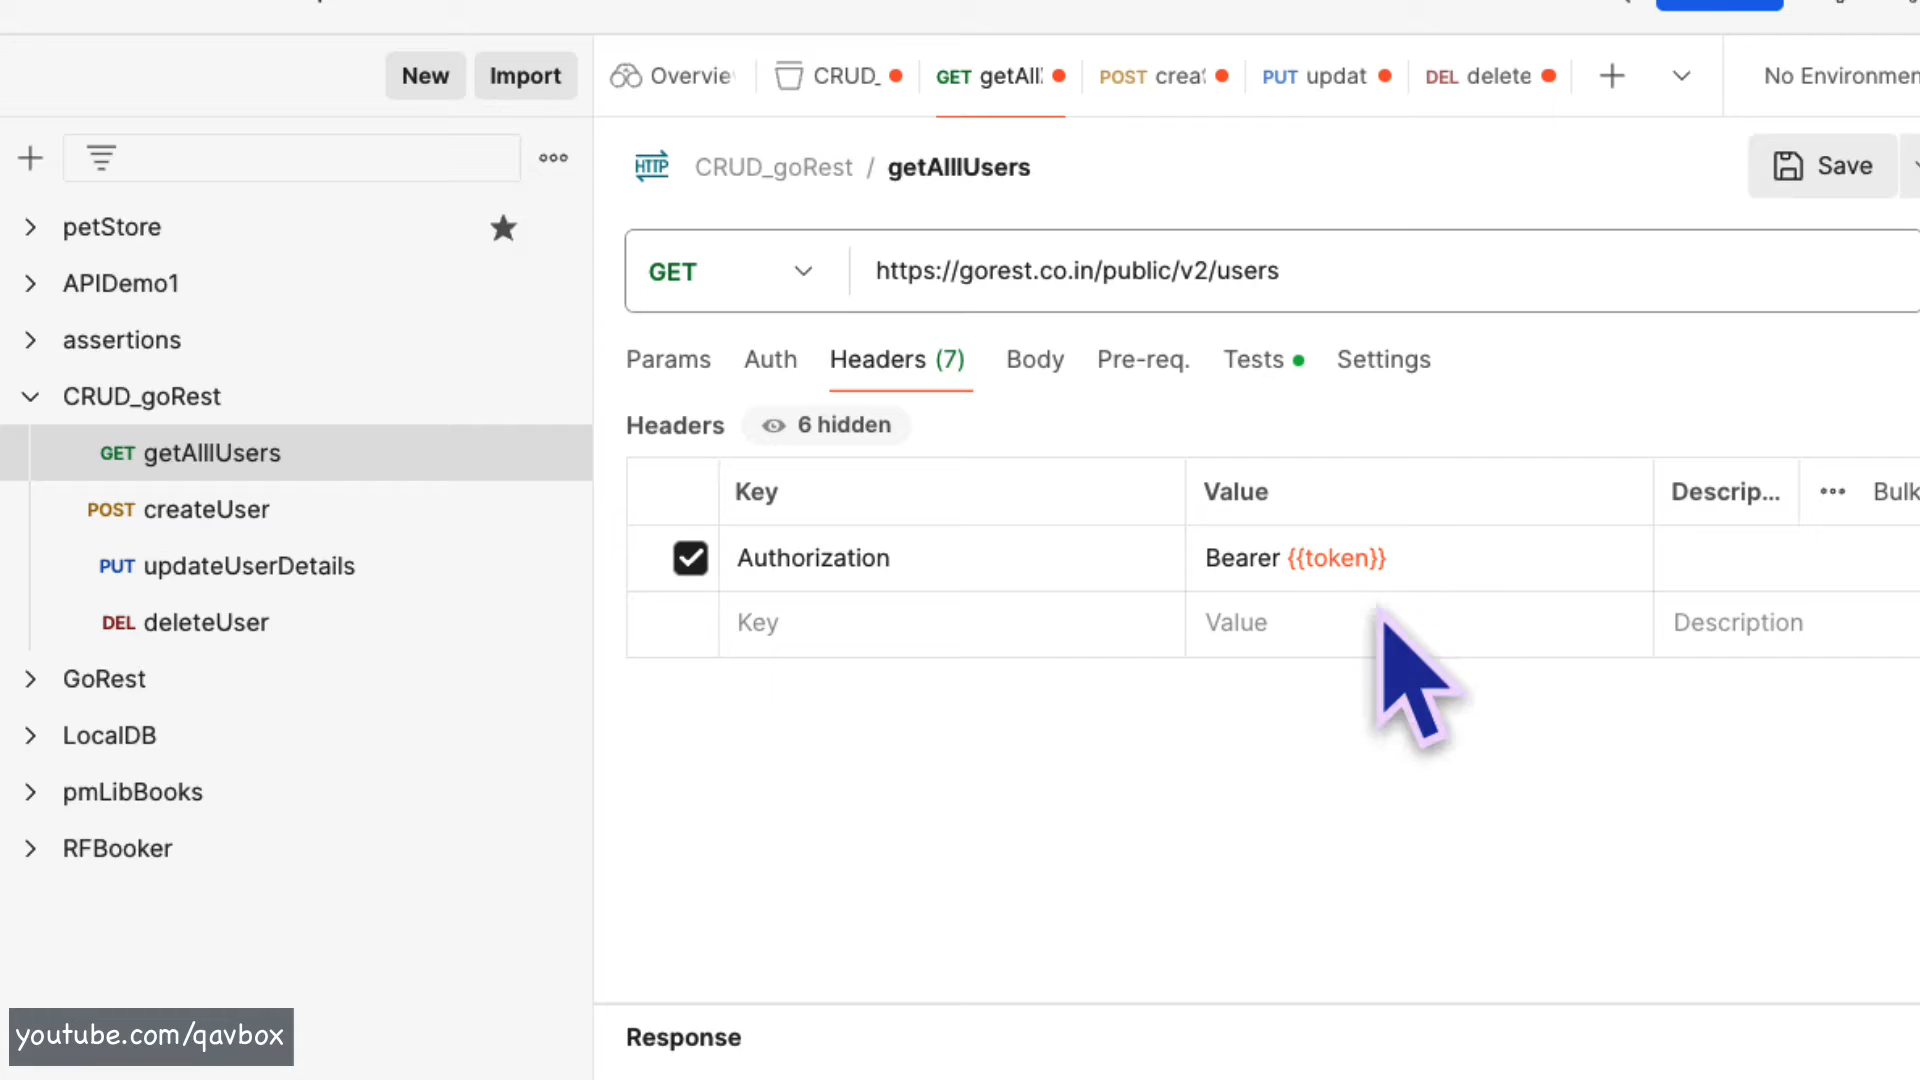 New
Import
Overvie
CRUD_
GET getAll
POST crea
PUT updat
DEL delete
No Environmen
HTTP
CRUD_goRest / getAlllUsers
Save
petStore
APIDemo1
assertions
CRUD_goRest
GET getAlllUsers
POST createUser
PUT updateUserDetails
DEL deleteUser
GoRest
LocalDB
pmLibBooks
RFBooker
GET
https://gorest.co.in/public/v2/users
Params
Auth
Headers (7)
Body
Pre-req.
Tests
Settings
Headers
6 hidden
Key
Value
Descrip...
Bulk
Authorization
Bearer {{token}}
Key
Value
Description
Response
youtube.com/qavbox